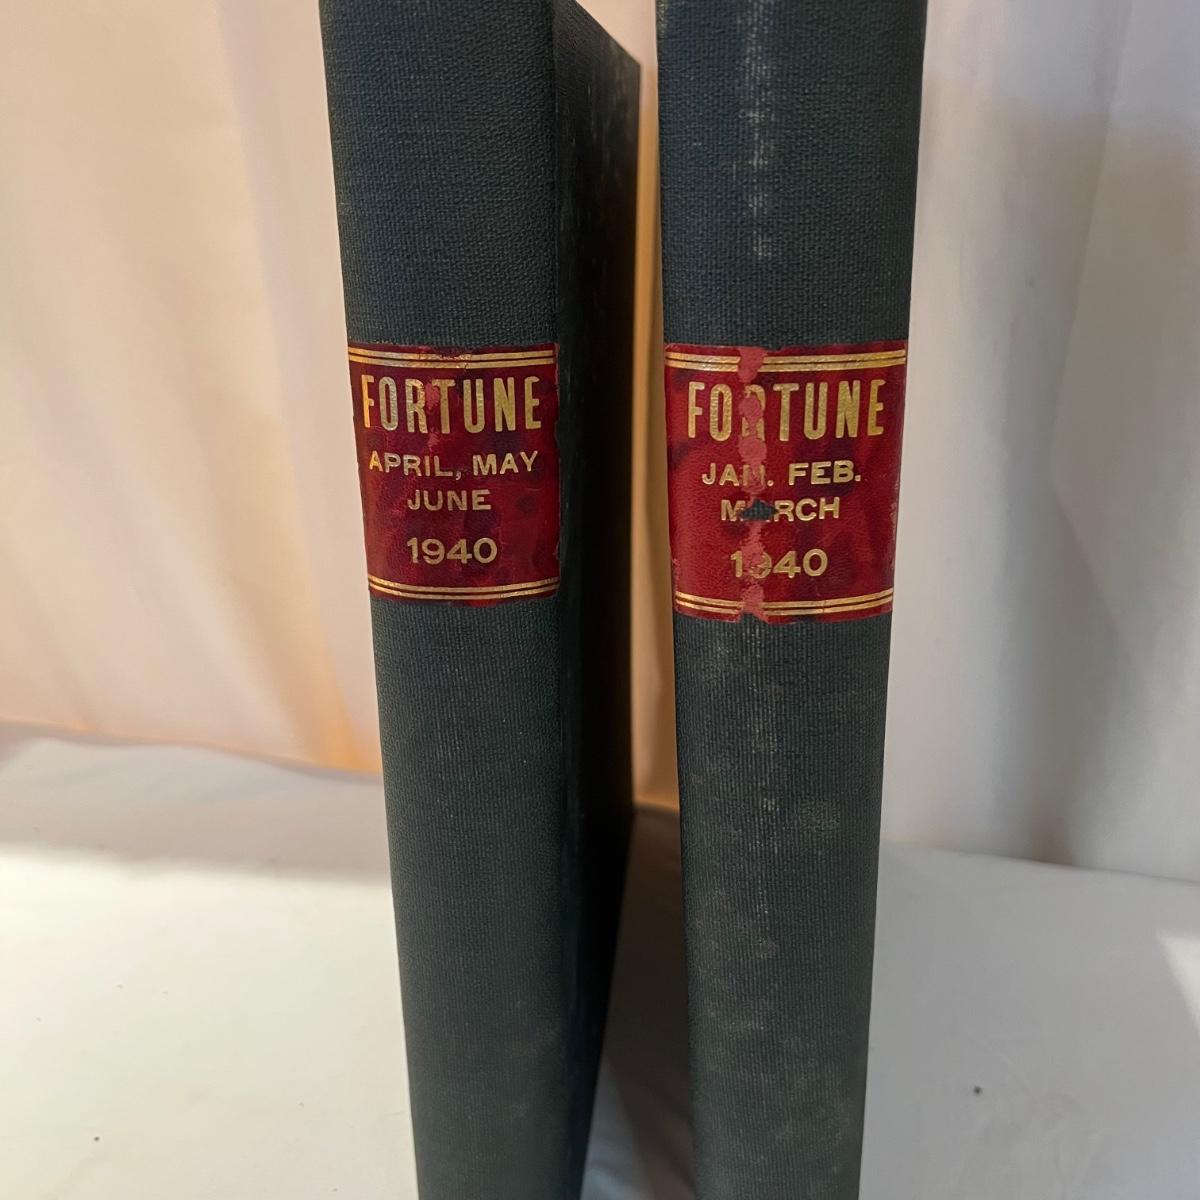 FORTUNE
APRIL, MAY
JUNE
1940
FORTUNE
JAN. FEB.
MARCH
1940